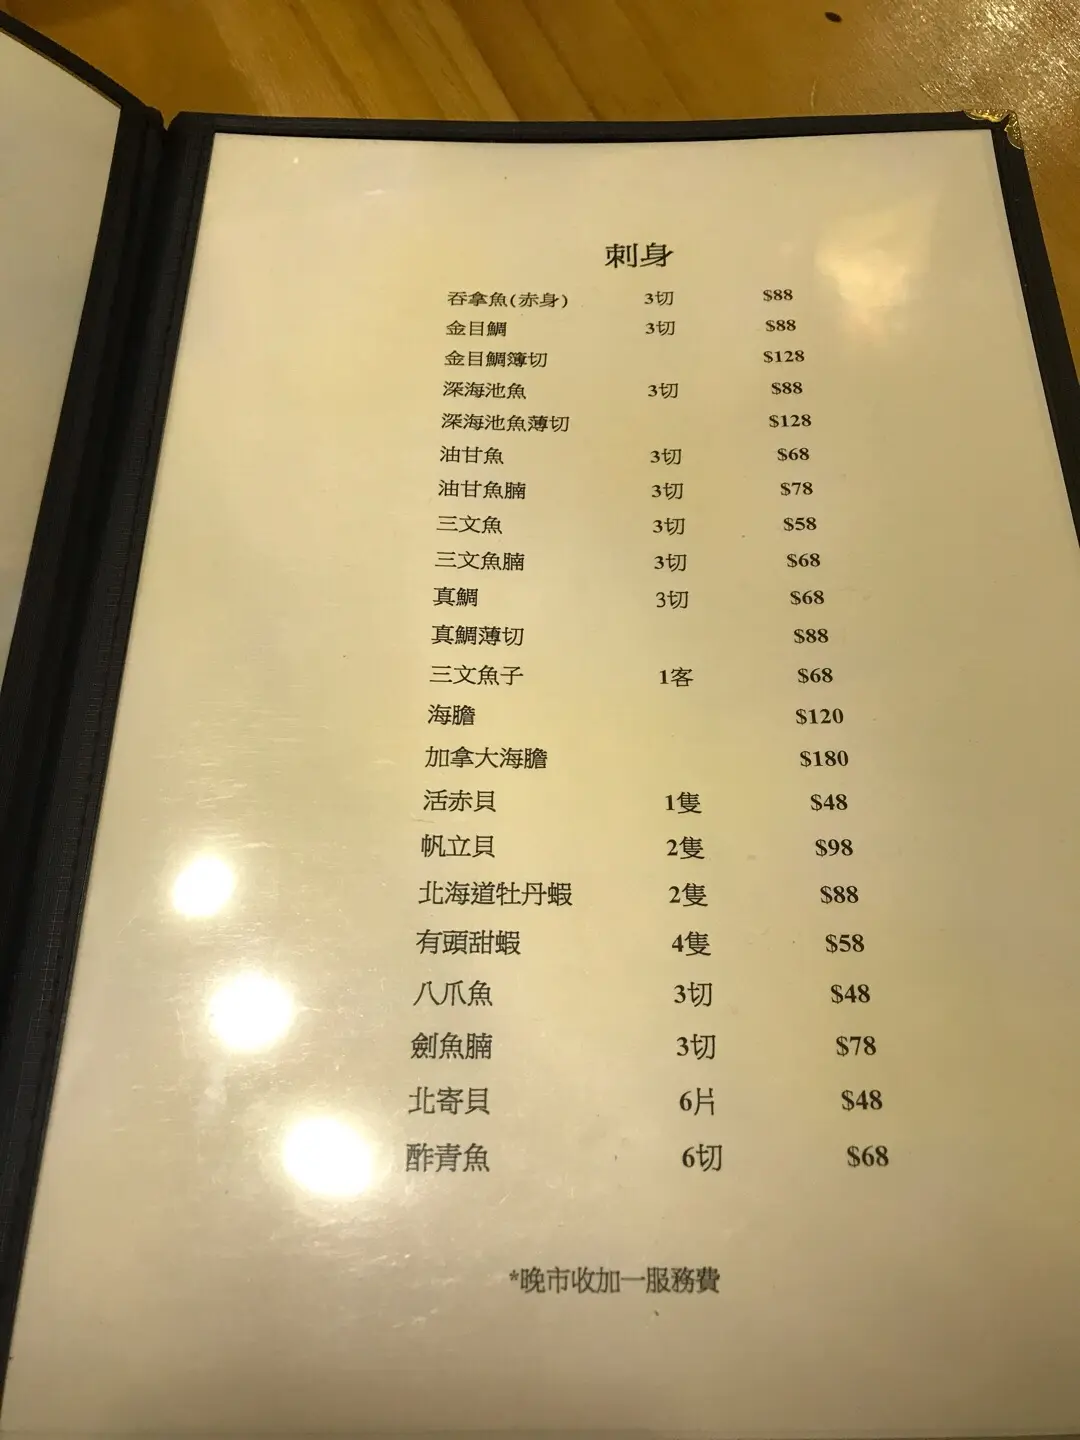 刺身
吞拿魚(赤身) 3切 $88
金目鯛 3切 $88
金目鯛簿切 $128
深海池魚 3切 $88
深海池魚薄切 $128
油甘魚 3切 $68
油甘魚腩 3切 $78
三文魚 3切 $58
三文魚腩 3切 $68
真鯛 3切 $68
真鯛薄切 $88
三文魚子 1客 $68
海膽 $120
加拿大海膽 $180
活赤貝 1隻 $48
帆立貝 2隻 $98
北海道牡丹蝦 2隻 $88
有頭甜蝦 4隻 $58
八爪魚 3切 $48
劍魚腩 3切 $78
北寄貝 6片 $48
酢青魚 6切 $68
*晚市收加一服務費